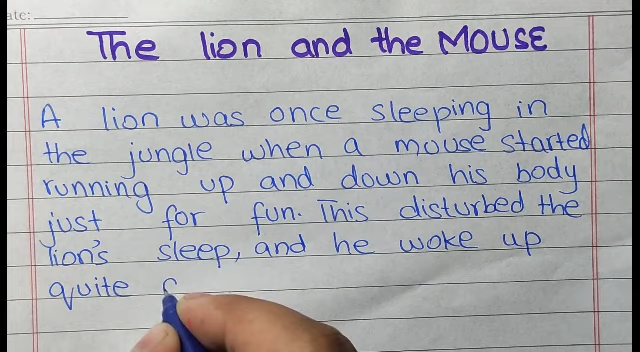 ate:
The lion and the MOUSE
A lion was once sleeping in
the jungle when a mouse started
running up and down his body
just for fun. This disturbed the
lion's sleep, and he woke up
quite